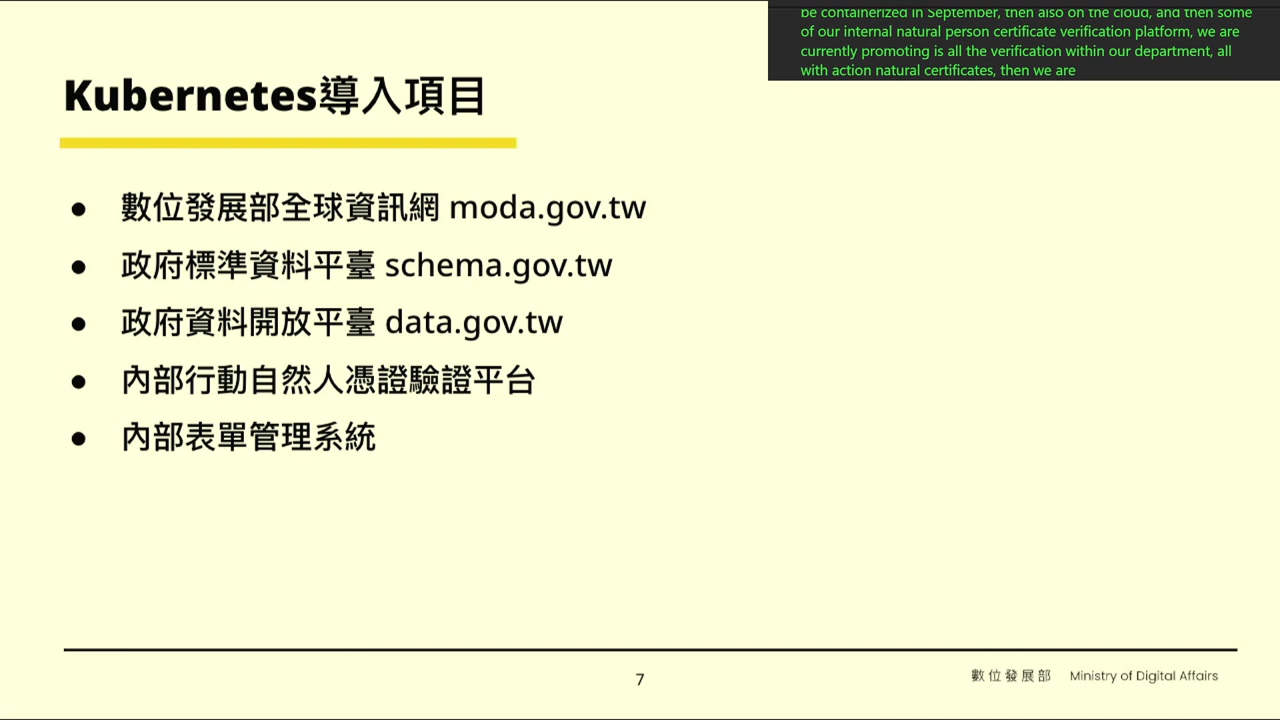 be containerized in September, then also on the cloud, and then some
of our internal natural person certificate verification platform, we are
currently promoting is all the verification within our department, all
with action natural certificates, then we are
Kubernetes導入項目
● 數位發展部全球資訊網 moda.gov.tw
● 政府標準資料平臺 schema.gov.tw
● 政府資料開放平臺 data.gov.tw
● 內部行動自然人憑證驗證平台
● 內部表單管理系統
7
數位發展部 Ministry of Digital Affairs